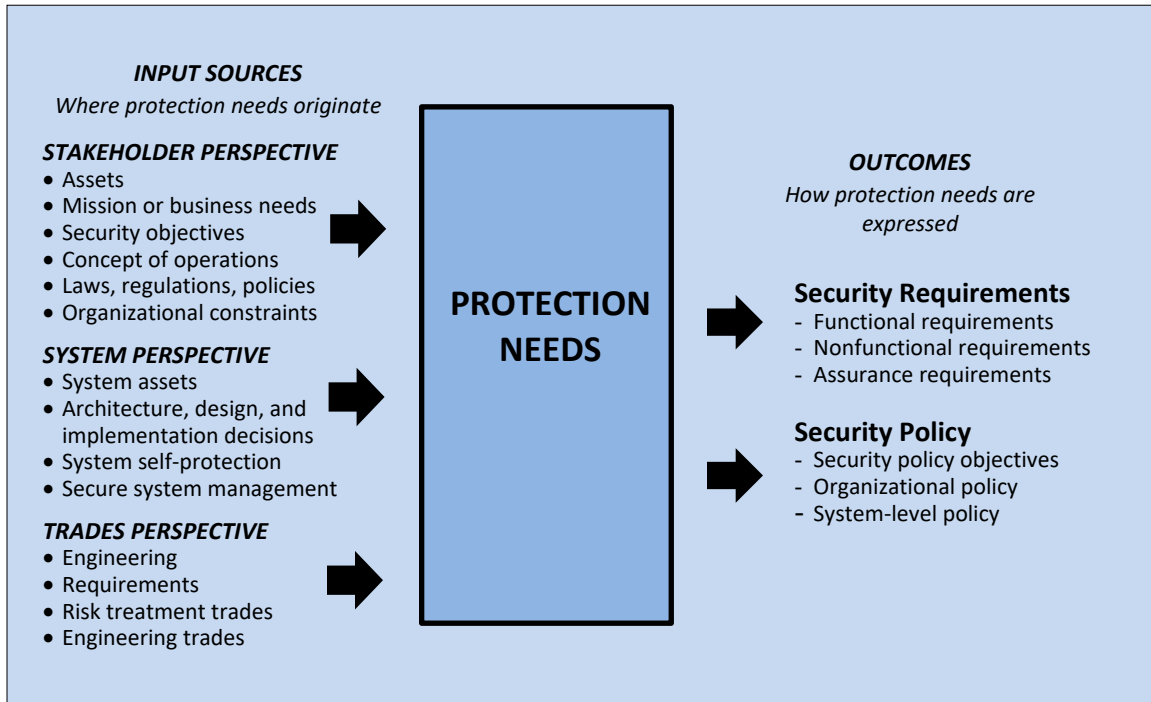 INPUT SOURCES
Where protection needs originate
STAKEHOLDER PERSPECTIVE
• Assets
• Mission or business needs
• Security objectives
• Concept of operations
• Laws, regulations, policies
• Organizational constraints
SYSTEM PERSPECTIVE
• System assets
• Architecture, design, and
implementation decisions
• System self-protection
• Secure system management
TRADES PERSPECTIVE
• Engineering
• Requirements
• Risk treatment trades
• Engineering trades
PROTECTION
NEEDS
OUTCOMES
How protection needs are
expressed
Security Requirements
- Functional requirements
- Nonfunctional requirements
- Assurance requirements
Security Policy
- Security policy objectives
- Organizational policy
- System-level policy